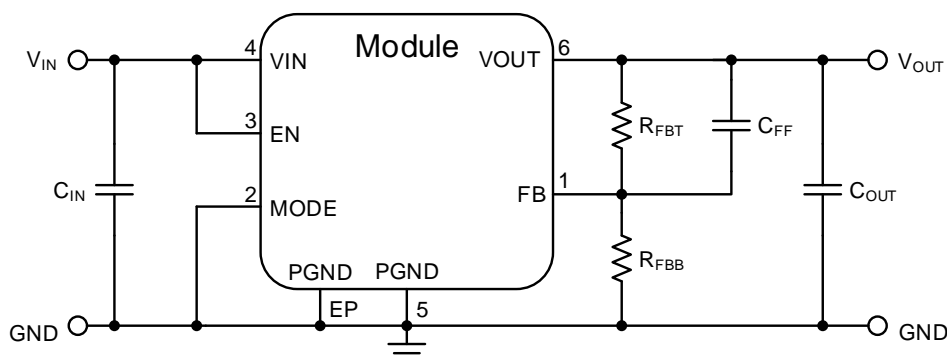 Module
V_IN
4
VIN
VOUT
6
V_OUT
3
EN
R_FBT
C_FF
C_IN
2
MODE
FB
1
C_OUT
R_FBB
PGND
PGND
EP
5
GND
GND